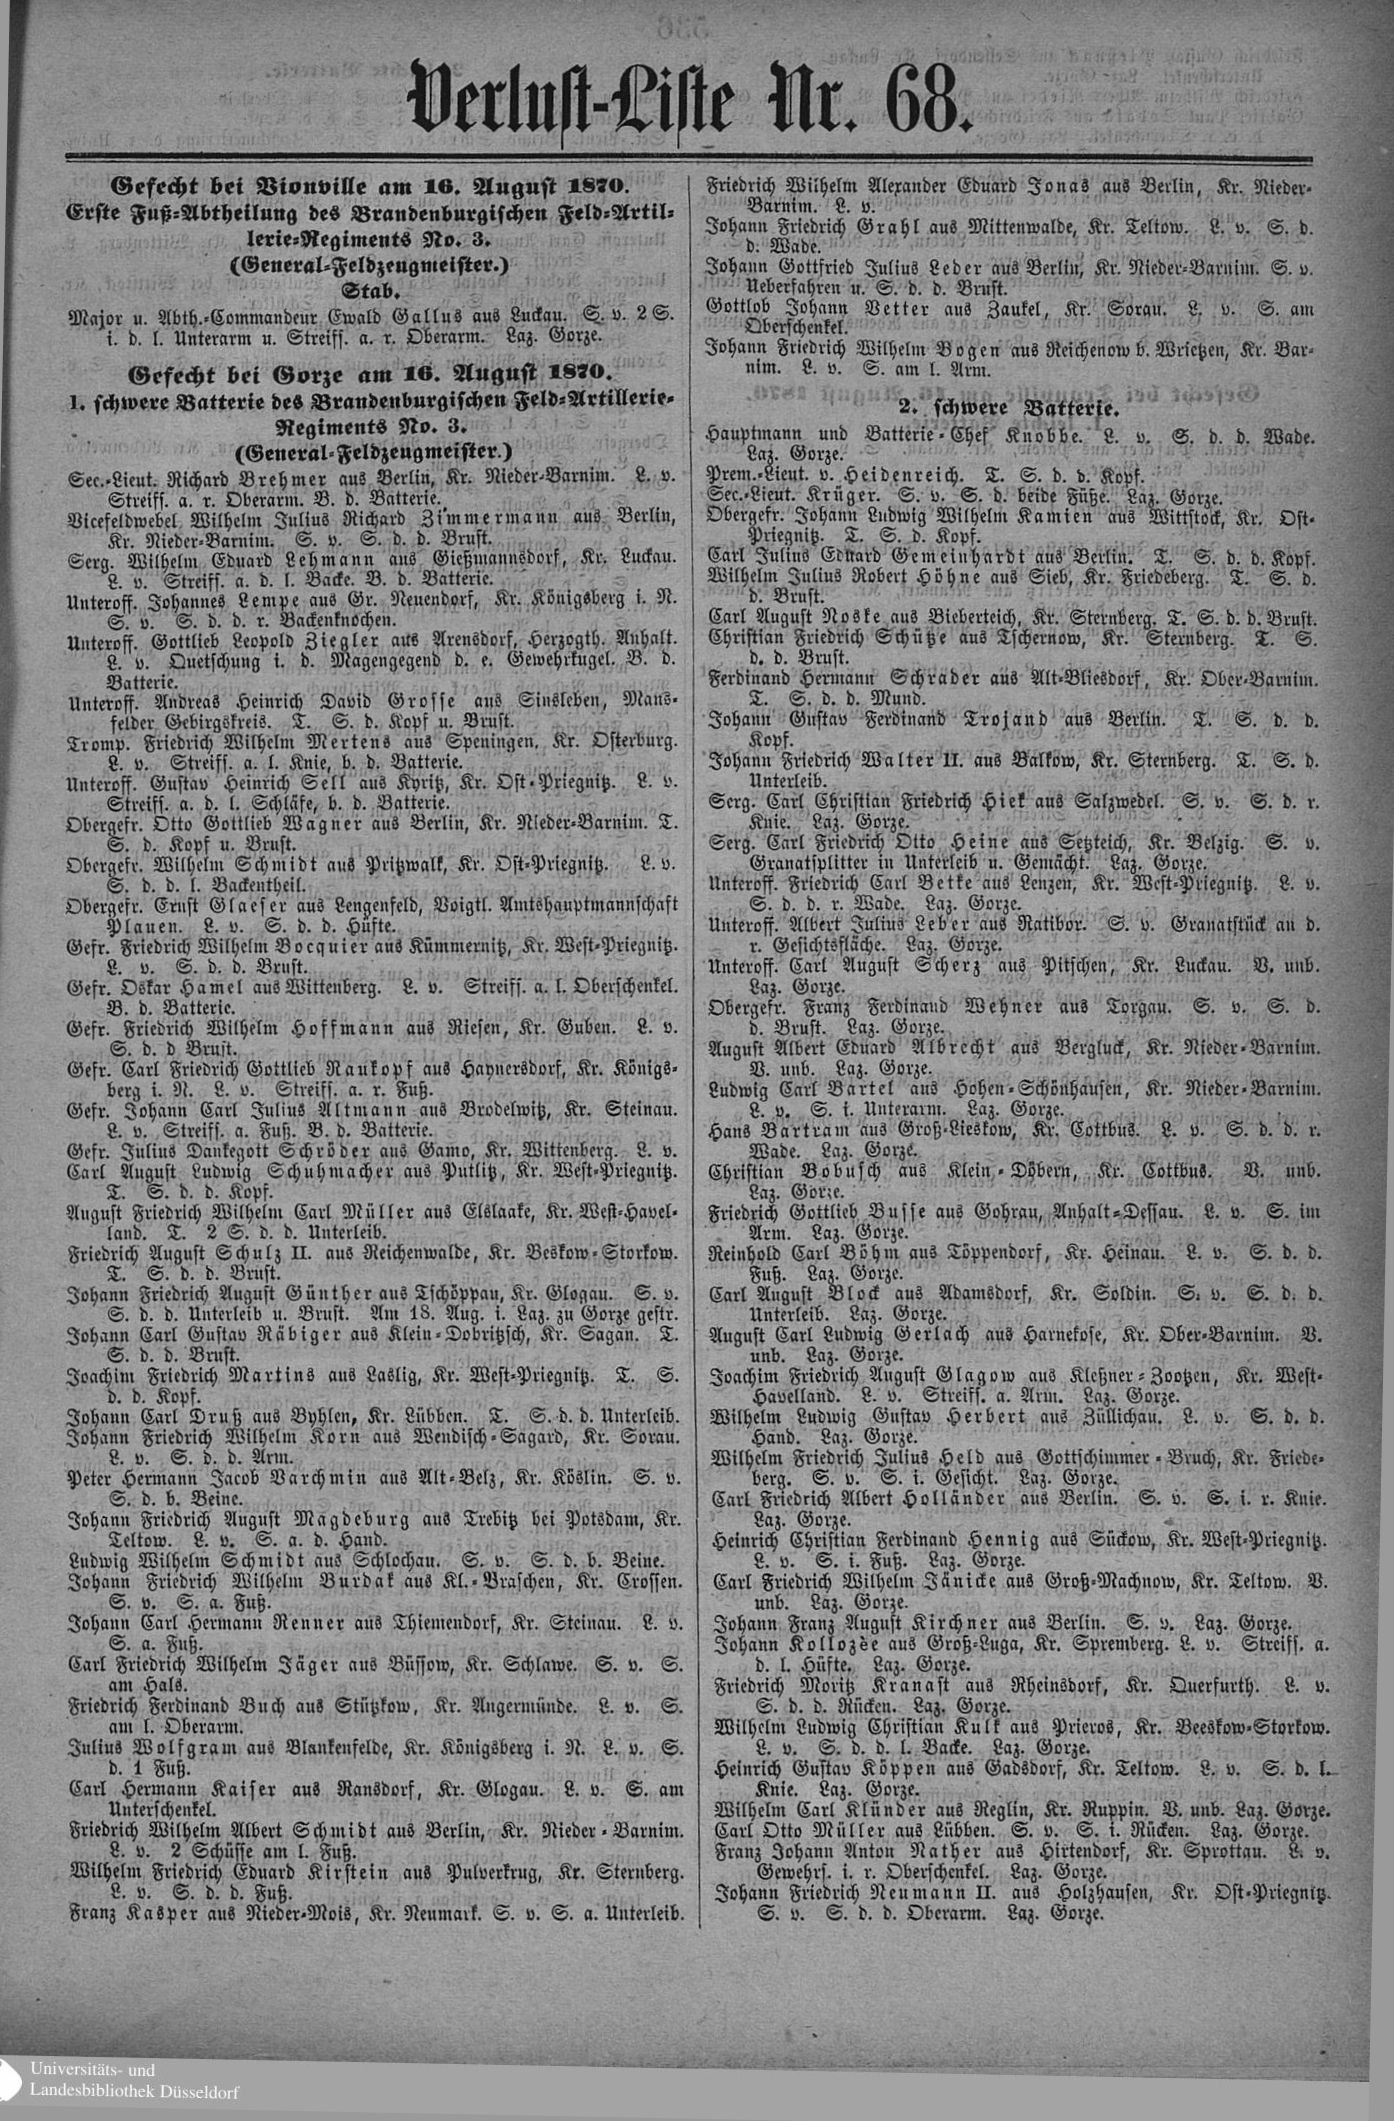 Verlust-Liste Nr. 68.
Gefecht bei Vionville am 16. August 1870.
Erste Fuß-Abtheilung des Brandenburgischen Feld-Artil-
lerie-Regiments No. 3.
(General-Feldzeugmeister.)
Stab.
Major u. Abth.-Commandeur Ewald Gallus aus Luckau. S. v. 2 S.
i. d. l. Unterarm u. Streiff. a. r. Oberarm. Laz. Gorze.
Gefecht bei Gorze am 16. August 1870.
1. schwere Batterie des Brandenburgischen Feld-Artillerie-
Regiments No. 3.
(General-Feldzeugmeister.)
Sec.-Lieut. Richard Brehmer aus Berlin, Kr. Nieder-Barnim. L. v.
Streiff. a. r. Oberarm. B. d. Batterie.
Vicefeldwebel Wilhelm Julius Richard Zimmermann aus Berlin,
Kr. Nieder-Barnim. S. v. S. d. d. Brust.
Serg. Wilhelm Eduard Lehmann aus Gießmannsdorf, Kr. Luckau.
L. v. Streiff. a. d. l. Backe. B. d. Batterie.
Unteroff. Johannes Lempe aus Gr. Neuendorf, Kr. Königsberg i. N.
S. v. S. d. d. r. Backenknochen.
Unteroff. Gottlieb Leopold Ziegler aus Arensdorf, Herzogth. Anhalt.
L. v. Quetschung i. d. Magengegend d. e. Gewehrkugel. B. d.
Batterie.
Unteroff. Andreas Heinrich David Grosse aus Sinsleben, Mans-
felder Gebirgskreis. T. S. d. Kopf u. Brust.
Tromp. Friedrich Wilhelm Mertens aus Speningen, Kr. Osterburg.
L. v. Streiff. a. l. Knie, b. d. Batterie.
Unteroff. Gustav Heinrich Sell aus Kyritz, Kr. Ost-Priegnitz. L. v.
Streiff. a. d. l. Schläfe, b. d. Batterie.
Obergefr. Otto Gottlieb Wagner aus Berlin, Kr. Nieder-Barnim. T.
S. d. Kopf u. Brust.
Obergefr. Wilhelm Schmidt aus Pritzwalk, Kr. Ost-Priegnitz. L. v.
S. d. d. l. Backentheil.
Obergefr. Ernst Glaeser aus Lengenfeld, Voigtl. Amtshauptmannschaft
Plauen. L. v. S. d. d. Hüfte.
Gefr. Friedrich Wilhelm Bocquier aus Kümmernitz, Kr. West-Priegnitz.
L. v. S. d. d. Brust.
Gefr. Oskar Hamel aus Wittenberg. L. v. Streiff. a. l. Oberschenkel.
B. d. Batterie.
Gefr. Friedrich Wilhelm Hoffmann aus Niesen, Kr. Guben. L. v.
S. d. d Brust.
Gefr. Carl Friedrich Gottlieb Raukopf aus Haynersdorf, Kr. Königs-
berg i. N. L. v. Streiff. a. r. Fuß.
Gefr. Johann Carl Julius Altmann aus Brodelwitz, Kr. Steinau.
L. v. Streiff. a. Fuß. B. d. Batterie.
Gefr. Julius Dankegott Schröder aus Gamo, Kr. Wittenberg. L. v.
Carl August Ludwig Schuhmacher aus Putlitz, Kr. West-Priegnitz.
T. S. d. d. Kopf.
August Friedrich Wilhelm Carl Müller aus Elslaake, Kr. West-Havel-
land. T. 2 S. d. d. Unterleib.
Friedrich August Schulz II. aus Reichenwalde, Kr. Beskow-Storkow.
T. S. d. d. Brust.
Johann Friedrich August Günther aus Tschöppau, Kr. Glogau. S. v.
S. d. d. Unterleib u. Brust. Am 18. Aug. i. Laz. zu Gorze gestr.
Johann Carl Gustav Räbiger aus Klein-Dobritzsch, Kr. Sagan. T.
S. d. d. Brust.
Joachim Friedrich Martins aus Laslig, Kr. West-Priegnitz. T. S.
d. d. Kopf.
Johann Carl Druß aus Byhlen, Kr. Lübben. T. S. d. d. Unterleib.
Johann Friedrich Wilhelm Korn aus Wendisch-Sagard, Kr. Sorau.
L. v. S. d. d. Arm.
Peter Hermann Jacob Varchmin aus Alt-Belz, Kr. Köslin. S. v.
S. d. b. Beine.
Johann Friedrich August Magdeburg aus Trebitz bei Potsdam, Kr.
Teltow. L. v. S. a. d. Hand.
Ludwig Wilhelm Schmidt aus Schlochau. S. v. S. d. b. Beine.
Johann Friedrich Wilhelm Burdak aus Kl.-Braschen, Kr. Crossen.
S. v. S. a. Fuß.
Johann Carl Hermann Renner aus Thiemendorf, Kr. Steinau. L. v.
S. a. Fuß.
Carl Friedrich Wilhelm Jäger aus Büssow, Kr. Schlawe. S. v. S.
am Hals.
Friedrich Ferdinand Buch aus Stützkow, Kr. Angermünde. L. v. S.
am l. Oberarm.
Julius Wolfgram aus Blankenfelde, Kr. Königsberg i. N. L. v. S.
d. 1 Fuß.
Carl Hermann Kaiser aus Ransdorf, Kr. Glogau. L. v. S. am
Unterschenkel.
Friedrich Wilhelm Albert Schmidt aus Berlin, Kr. Nieder-Barnim.
L. v. 2 Schüsse am l. Fuß.
Wilhelm Friedrich Eduard Kirstein aus Pulverkrug, Kr. Sternberg.
L. v. S. d. d. Fuß.
Franz Kasper aus Nieder-Mois, Kr. Neumark. S. v. S. a. Unterleib.
Friedrich Wilhelm Alexander Eduard Jonas aus Berlin, Kr. Nieder-
Barnim. L. v.
Johann Friedrich Grahl aus Mittenwalde, Kr. Teltow. L. v. S. d.
d. Wade.
Johann Gottfried Julius Leder aus Berlin, Kr. Nieder-Barnim. S. v.
Ueberfahren u. S. d. d. Brust.
Gottlob Johann Vetter aus Zaukel, Kr. Sorau. L. v. S. am
Oberschenkel.
Johann Friedrich Wilhelm Bogen aus Reichenow b. Wrietzen, Kr. Bar-
nim. L. v. S. am l. Arm.
2. schwere Batterie.
Hauptmann und Batterie-Chef Knobbe. L. v. S. d. d. Wade.
Laz. Gorze.
Prem.-Lieut. v. Heidenreich. T. S. d. d. Kopf.
Sec.-Lieut. Krüger. S. v. S. d. beide Füße. Laz. Gorze.
Obergefr. Johann Ludwig Wilhelm Kamien aus Wittstock, Kr. Ost-
Priegnitz. T. S. d. Kopf.
Carl Julius Eduard Gemeinhardt aus Berlin. T. S. d. d. Kopf.
Wilhelm Julius Robert Höhne aus Sieb, Kr. Friedeberg. T. S. d.
d. Brust.
Carl August Noske aus Bieberteich, Kr. Sternberg. T. S. d. d. Brust.
Christian Friedrich Schütze aus Tschernow, Kr. Sternberg. T. S.
d. d. Brust.
Ferdinand Hermann Schrader aus Alt-Bliesdorf, Kr. Ober-Barnim.
T. S. d. d. Mund.
Johann Gustav Ferdinand Trojand aus Berlin. T. S. d. d.
Kopf.
Johann Friedrich Walter II. aus Balkow, Kr. Sternberg. T. S. d.
Unterleib.
Serg. Carl Christian Friedrich Hiek aus Salzwedel. S. v. S. d. r.
Knie. Laz. Gorze.
Serg. Carl Friedrich Otto Heine aus Setzteich, Kr. Belzig. S. v.
Granatsplitter in Unterleib u. Gemächt. Laz. Gorze.
Unteroff. Friedrich Carl Betke aus Lenzen, Kr. West-Priegnitz. L. v.
S. d. d. r. Wade. Laz. Gorze.
Unteroff. Albert Julius Leber aus Ratibor. S. v. Granatstück an d.
r. Gesichtsfläche. Laz. Gorze.
Unteroff. Carl August Scherz aus Pitschen, Kr. Luckau. V. unb.
Laz. Gorze.
Obergefr. Franz Ferdinand Wehner aus Torgau. S. v. S. d.
d. Brust. Laz. Gorze.
August Albert Eduard Albrecht aus Bergluck, Kr. Nieder-Barnim.
V. unb. Laz. Gorze.
Ludwig Carl Bartel aus Hohen-Schönhausen, Kr. Nieder-Barnim.
L. v. S. i. Unterarm. Laz. Gorze.
Hans Bartram aus Groß-Lieskow, Kr. Cottbus. L. v. S. d. d. r.
Wade. Laz. Gorze.
Christian Bobusch aus Klein-Döbern, Kr. Cottbus. V. unb.
Laz. Gorze.
Friedrich Gottlieb Busse aus Gohrau, Anhalt-Dessau. L. v. S. im
Arm. Laz. Gorze.
Reinhold Carl Böhm aus Töppendorf, Kr. Heinau. L. v. S. d. d.
Fuß. Laz. Gorze.
Carl August Block aus Adamsdorf, Kr. Soldin. S. v. S. d. d.
Unterleib. Laz. Gorze.
August Carl Ludwig Gerlach aus Harnekose, Kr. Ober-Barnim. V.
unb. Laz. Gorze.
Joachim Friedrich August Glagow aus Kleßner-Zootzen, Kr. West-
Havelland. L. v. Streiff. a. Arm. Laz. Gorze.
Wilhelm Ludwig Gustav Herbert aus Züllichau. L. v. S. d. d.
Hand. Laz. Gorze.
Wilhelm Friedrich Julius Held aus Gottschimmer-Bruch, Kr. Friede-
berg. S. v. S. i. Gesicht. Laz. Gorze.
Carl Friedrich Albert Holländer aus Berlin. S. v. S. i. r. Knie.
Laz. Gorze.
Heinrich Christian Ferdinand Hennig aus Sückow, Kr. West-Priegnitz.
L. v. S. i. Fuß. Laz. Gorze.
Carl Friedrich Wilhelm Jänicke aus Groß-Machnow, Kr. Teltow. V.
unb. Laz. Gorze.
Johann Franz August Kirchner aus Berlin. S. v. Laz. Gorze.
Johann Kollozèe aus Groß-Luga, Kr. Spremberg. L. v. Streiff. a.
d. l. Hüfte. Laz. Gorze.
Friedrich Moritz Kranast aus Rheinsdorf, Kr. Querfurth. L. v.
S. d. d. Rücken. Laz. Gorze.
Wilhelm Ludwig Christian Kulk aus Prieros, Kr. Beeskow-Storkow.
L. v. S. d. d. l. Backe. Laz. Gorze.
Heinrich Gustav Köppen aus Gadsdorf, Kr. Teltow. L. v. S. d. l.
Knie. Laz. Gorze.
Wilhelm Carl Klünder aus Reglin, Kr. Ruppin. V. unb. Laz. Gorze.
Carl Otto Müller aus Lübben. S. v. S. i. Rücken. Laz. Gorze.
Franz Johann Anton Nather aus Hirtendorf, Kr. Sprottau. L. v.
Gewehrs. i. r. Oberschenkel. Laz. Gorze.
Johann Friedrich Neumann II. aus Holzhausen, Kr. Ost-Priegnitz.
S. v. S. d. d. Oberarm. Laz. Gorze.
Universitäts- und
Landesbibliothek Düsseldorf